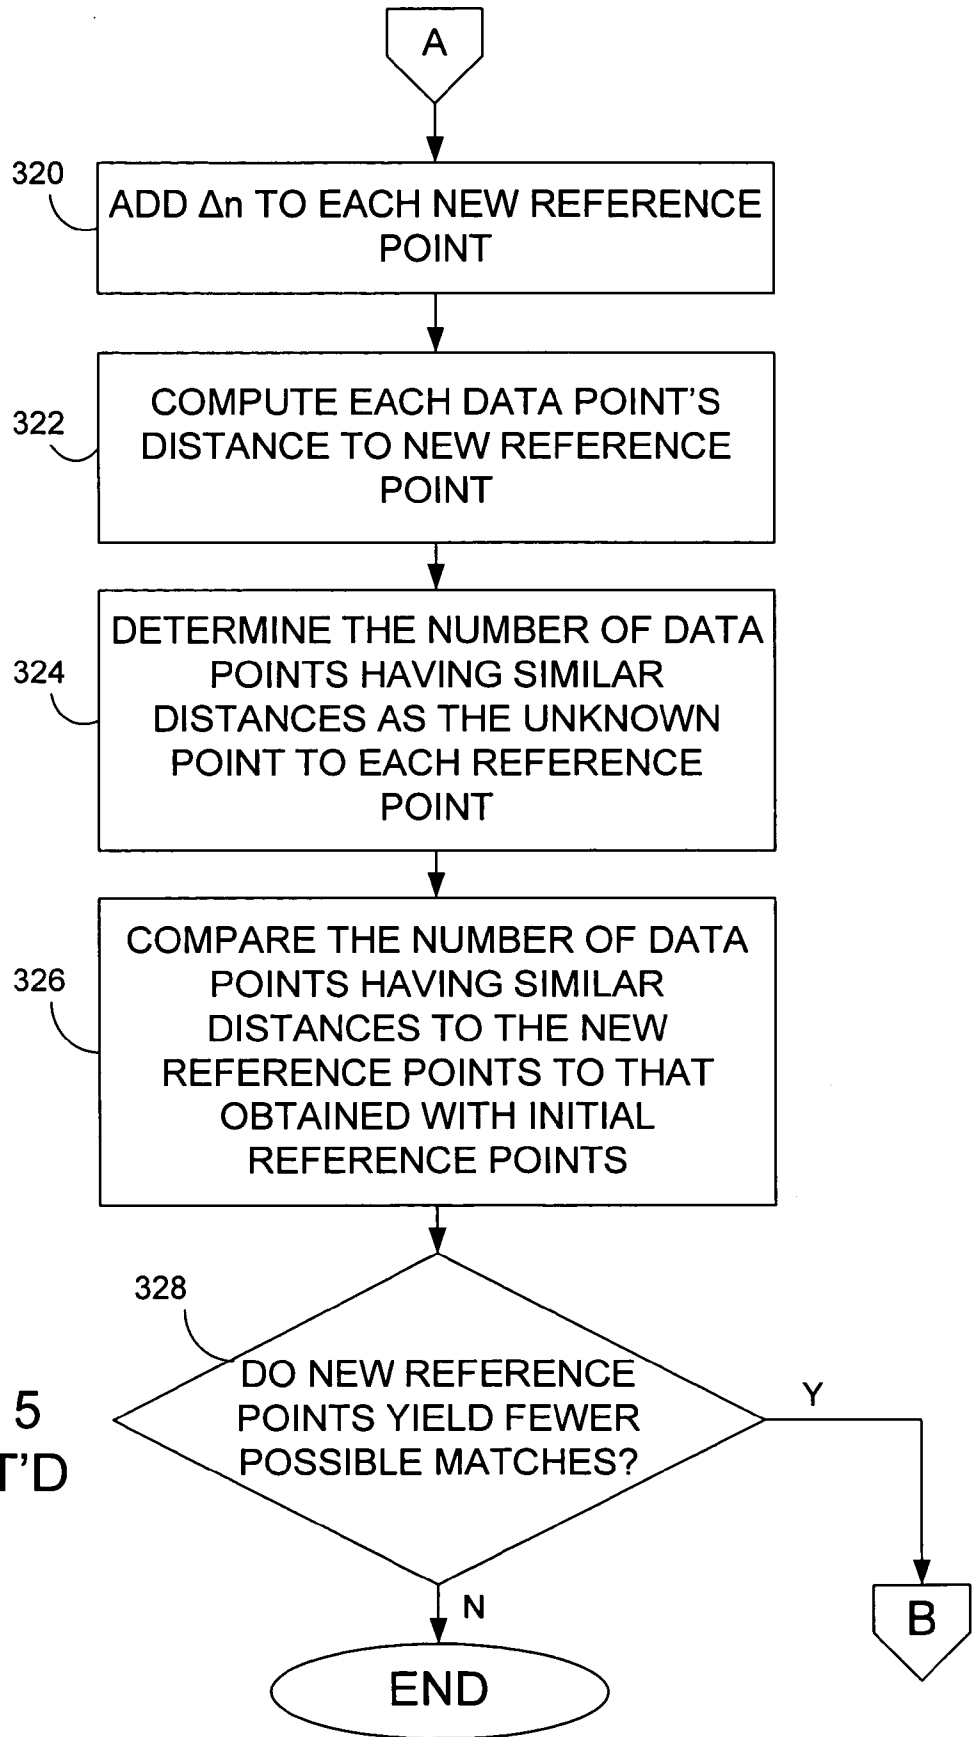 A
320
ADD Δn TO EACH NEW REFERENCE
POINT
322
COMPUTE EACH DATA POINT'S
DISTANCE TO NEW REFERENCE
POINT
324
DETERMINE THE NUMBER OF DATA
POINTS HAVING SIMILAR
DISTANCES AS THE UNKNOWN
POINT TO EACH REFERENCE
POINT
326
COMPARE THE NUMBER OF DATA
POINTS HAVING SIMILAR
DISTANCES TO THE NEW
REFERENCE POINTS TO THAT
OBTAINED WITH INITIAL
REFERENCE POINTS
328
DO NEW REFERENCE
POINTS YIELD FEWER
POSSIBLE MATCHES?
Y
5
T'D
N
B
END